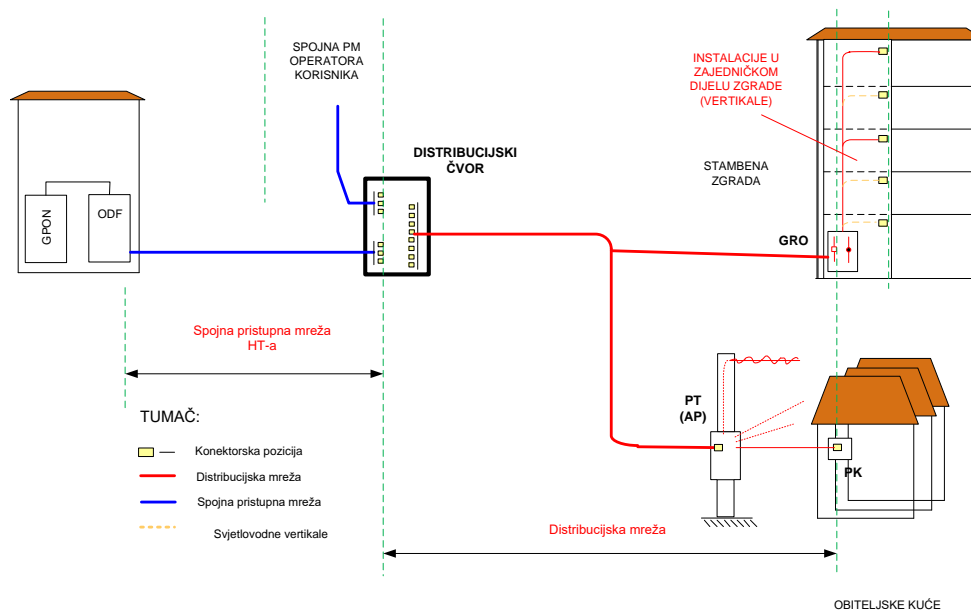 SPOJNA PM
OPERATORA
KORISNIKA
INSTALACIJE U
ZAJEDNIČKOM
DIJELU ZGRADE
(VERTIKALE)
DISTRIBUCIJSKI
ČVOR
STAMBENA
ZGRADA
GPON
ODF
GRO
Spojna pristupna mreža
HT-a
PT
(AP)
PK
TUMAČ:
Konektorska pozicija
Distribucijska mreža
Spojna pristupna mreža
Svjetlovodne vertikale
Distribucijska mreža
OBITELJSKE KUĆE